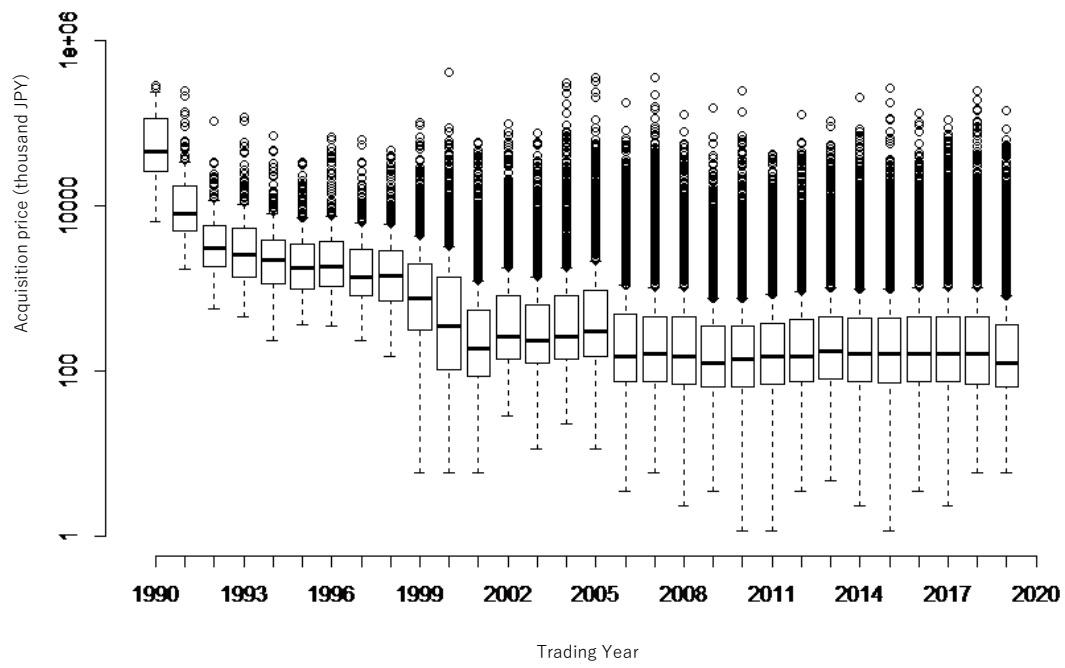 Acquisition price (thousand JPY)
1e+06
10000
100
1
1990 1993 1996 1999 2002 2005 2008 2011 2014 2017 2020
Trading Year